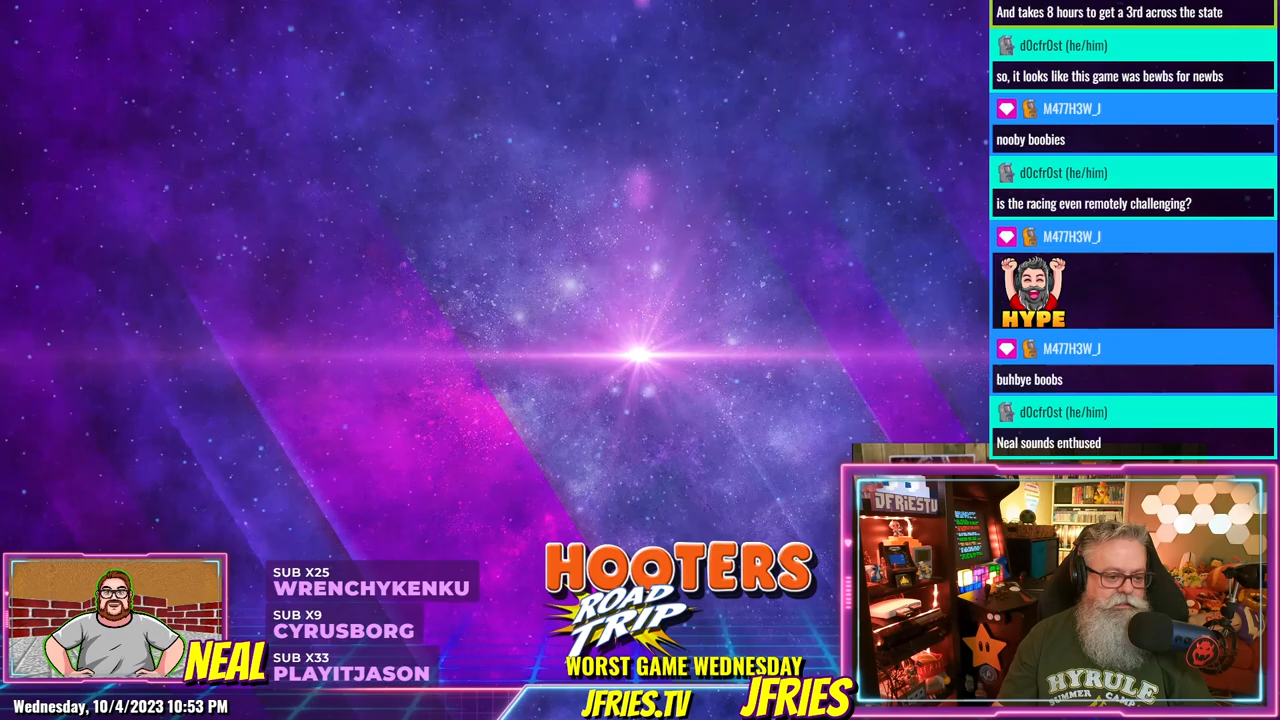 And takes 8 hours to get a 3rd across the state
d0cfr0st (he/him)
so, it looks like this game was bewbs for newbs
M477H3W_J
nooby boobies
d0cfr0st (he/him)
is the racing even remotely challenging?
M477H3W_J
HYPE
M477H3W_J
buhbye boobs
d0cfr0st (he/him)
Neal sounds enthused
JFRIESTV
HYRULE
SUMMER CAMP
SUB X25
WRENCHYKENKU
SUB X9
CYRUSBORG
SUB X33
PLAYITJASON
NEAL
HOOTERS
ROAD
TRIP
WORST GAME WEDNESDAY
JFRIES.TV
JFRIES
Wednesday, 10/4/2023 10:53 PM